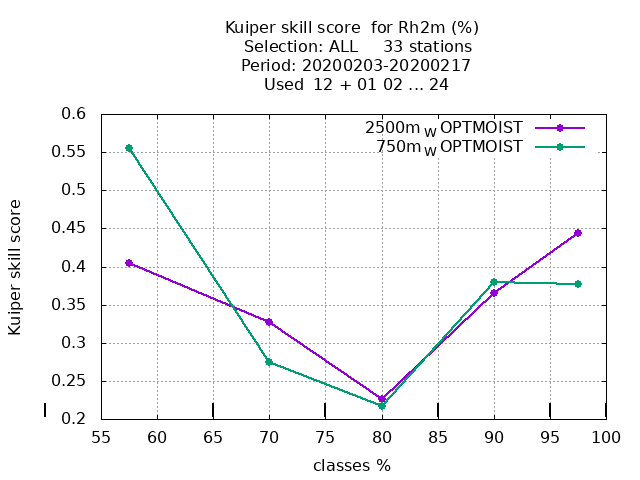 Kuiper skill score for Rh2m (%)
Selection: ALL 33 stations
Period: 20200203-20200217
Used 12 + 01 02 ... 24
2500m W OPTMOIST
750m W OPTMOIST
Kuiper skill score
0.6
0.55
0.5
0.45
0.4
0.35
0.3
0.25
0.2
55 60 65 70 75 80 85 90 95 100
classes %